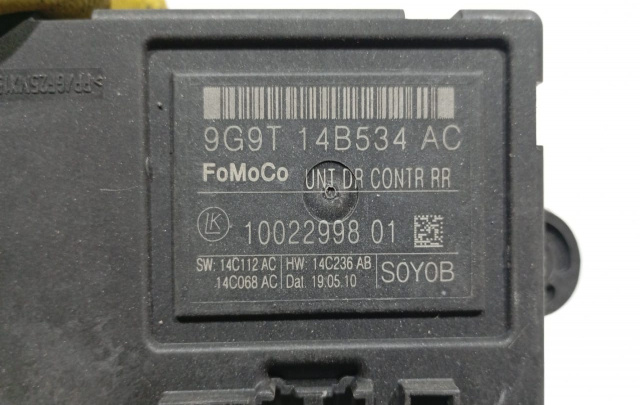 9G9T 14B534 AC
FoMoCo UNT DR CONTR RR
LK 10022998 01
SW: 14C112 AC HW: 14C236 AB S0Y0B
14C068 AC Dat. 19.05.10